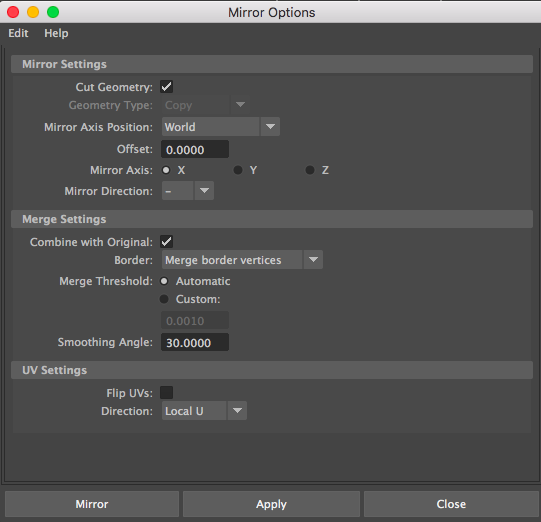 Mirror Options
Edit Help
Mirror Settings
Cut Geometry:
Geometry Type: Copy
Mirror Axis Position: World
Offset: 0.0000
Mirror Axis: X Y Z
Mirror Direction: –
Merge Settings
Combine with Original:
Border: Merge border vertices
Merge Threshold: Automatic
Custom:
0.0010
Smoothing Angle: 30.0000
UV Settings
Flip UVs:
Direction: Local U
Mirror Apply Close